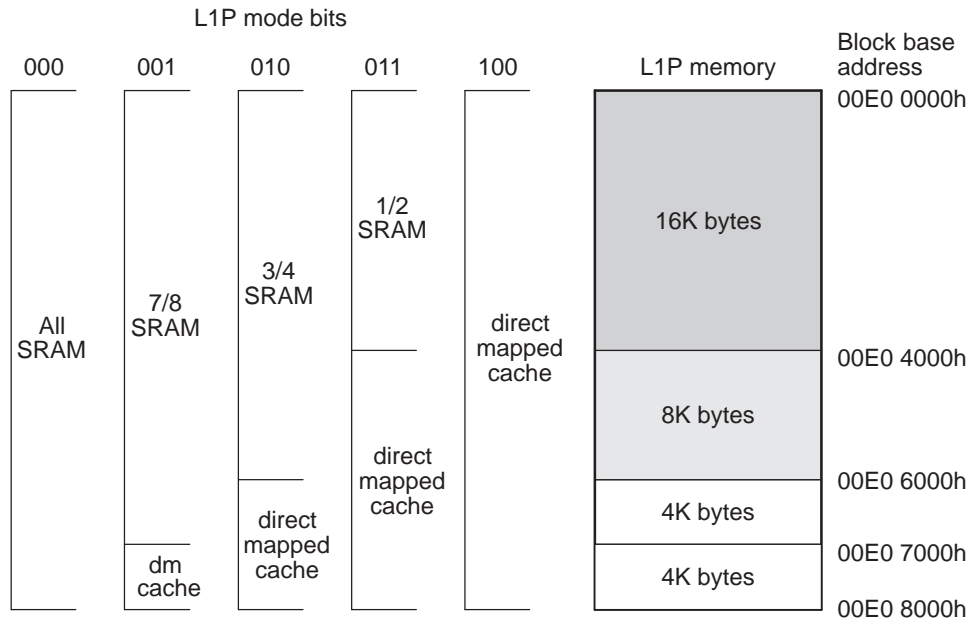 L1P mode bits
000 001 010 011 100 L1P memory Block base
address
00E0 0000h
1/2
SRAM
16K bytes
3/4
SRAM
7/8
SRAM
All
SRAM
direct
mapped
cache
00E0 4000h
8K bytes
direct
mapped
cache
00E0 6000h
4K bytes
direct
mapped
cache
00E0 7000h
dm
cache
4K bytes
00E0 8000h